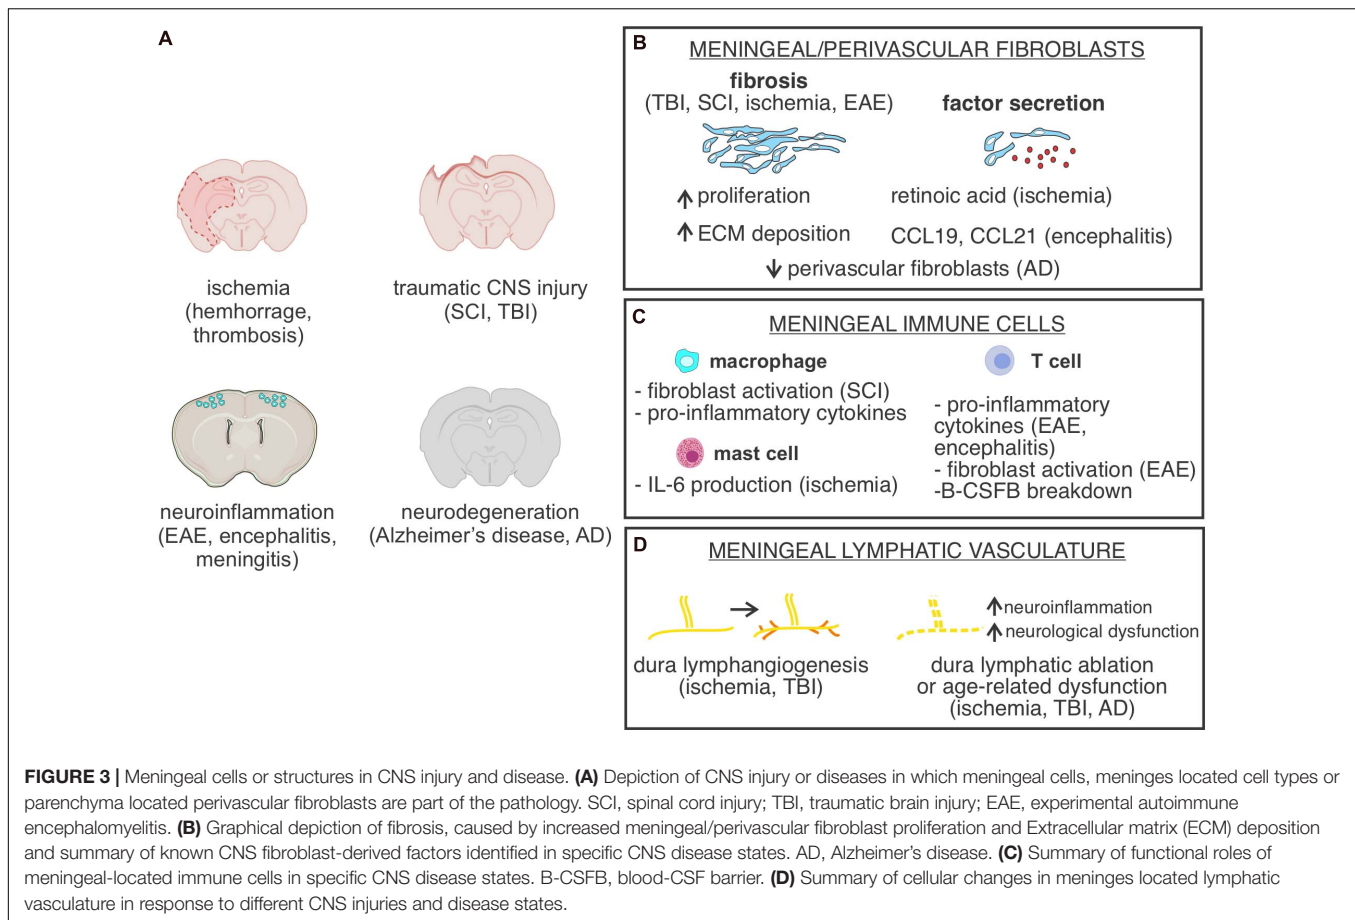 A
ischemia
(hemhorrage,
thrombosis)
traumatic CNS injury
(SCI, TBI)
neuroinflammation
(EAE, encephalitis,
meningitis)
neurodegeneration
(Alzheimer's disease, AD)
B
MENINGEAL/PERIVASCULAR FIBROBLASTS
fibrosis
(TBI, SCI, ischemia, EAE)
↑ proliferation
↑ ECM deposition
factor secretion
retinoic acid (ischemia)
CCL19, CCL21 (encephalitis)
↓ perivascular fibroblasts (AD)
C
MENINGEAL IMMUNE CELLS
macrophage
- fibroblast activation (SCI)
- pro-inflammatory cytokines
mast cell
- IL-6 production (ischemia)
T cell
- pro-inflammatory
cytokines (EAE,
encephalitis)
- fibroblast activation (EAE)
-B-CSFB breakdown
D
MENINGEAL LYMPHATIC VASCULATURE
→
dura lymphangiogenesis
(ischemia, TBI)
↑ neuroinflammation
↑ neurological dysfunction
dura lymphatic ablation
or age-related dysfunction
(ischemia, TBI, AD)
FIGURE 3 | Meningeal cells or structures in CNS injury and disease. (A) Depiction of CNS injury or diseases in which meningeal cells, meninges located cell types or
parenchyma located perivascular fibroblasts are part of the pathology. SCI, spinal cord injury; TBI, traumatic brain injury; EAE, experimental autoimmune
encephalomyelitis. (B) Graphical depiction of fibrosis, caused by increased meningeal/perivascular fibroblast proliferation and Extracellular matrix (ECM) deposition
and summary of known CNS fibroblast-derived factors identified in specific CNS disease states. AD, Alzheimer's disease. (C) Summary of functional roles of
meningeal-located immune cells in specific CNS disease states. B-CSFB, blood-CSF barrier. (D) Summary of cellular changes in meninges located lymphatic
vasculature in response to different CNS injuries and disease states.